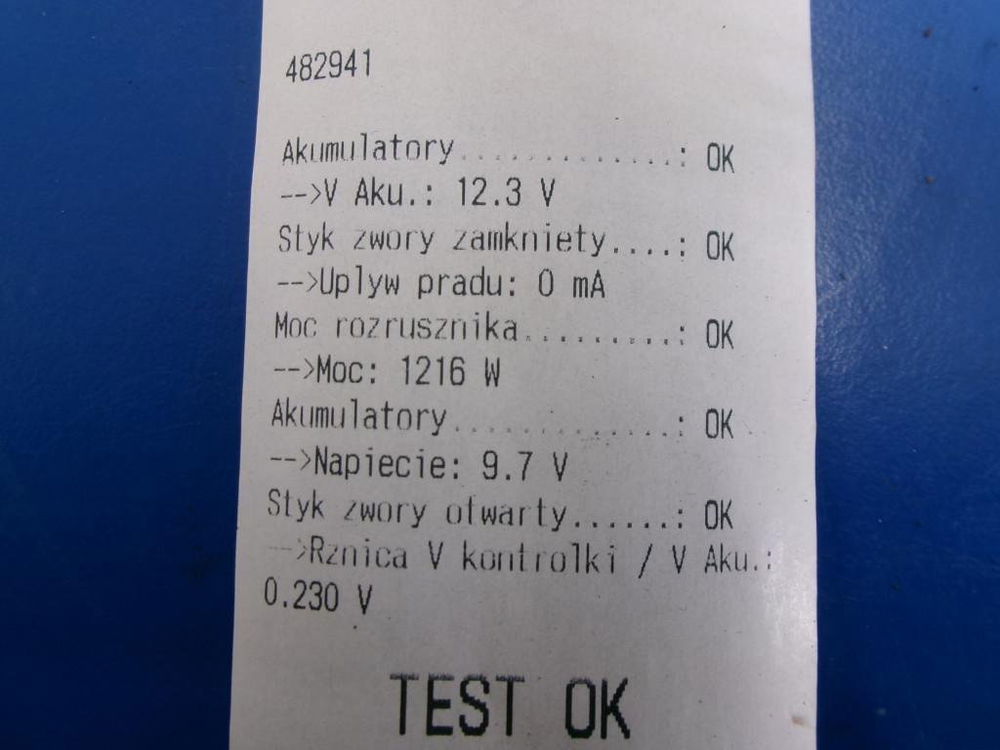 482941
Akumulatory..............: OK
-->V Aku.: 12.3 V
Styk zwory zamkniety....: OK
-->Uplyw pradu: 0 mA
Moc rozrusznika..........: OK
-->Moc: 1216 W
Akumulatory..............: OK
-->Napiecie: 9.7 V
Styk zwory otwarty......: OK
-->Rznica V kontrolki / V Aku.:
0.230 V
TEST OK